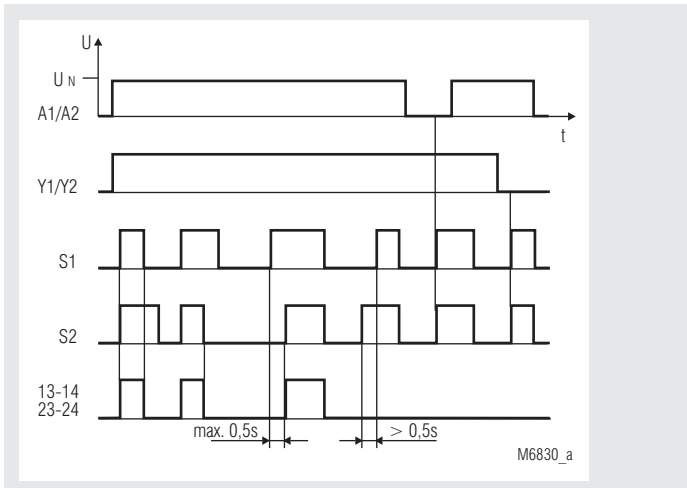 U
U N
A1/A2
t
Y1/Y2
S1
S2
13-14
23-24
max. 0,5s
> 0,5s
M6830_a